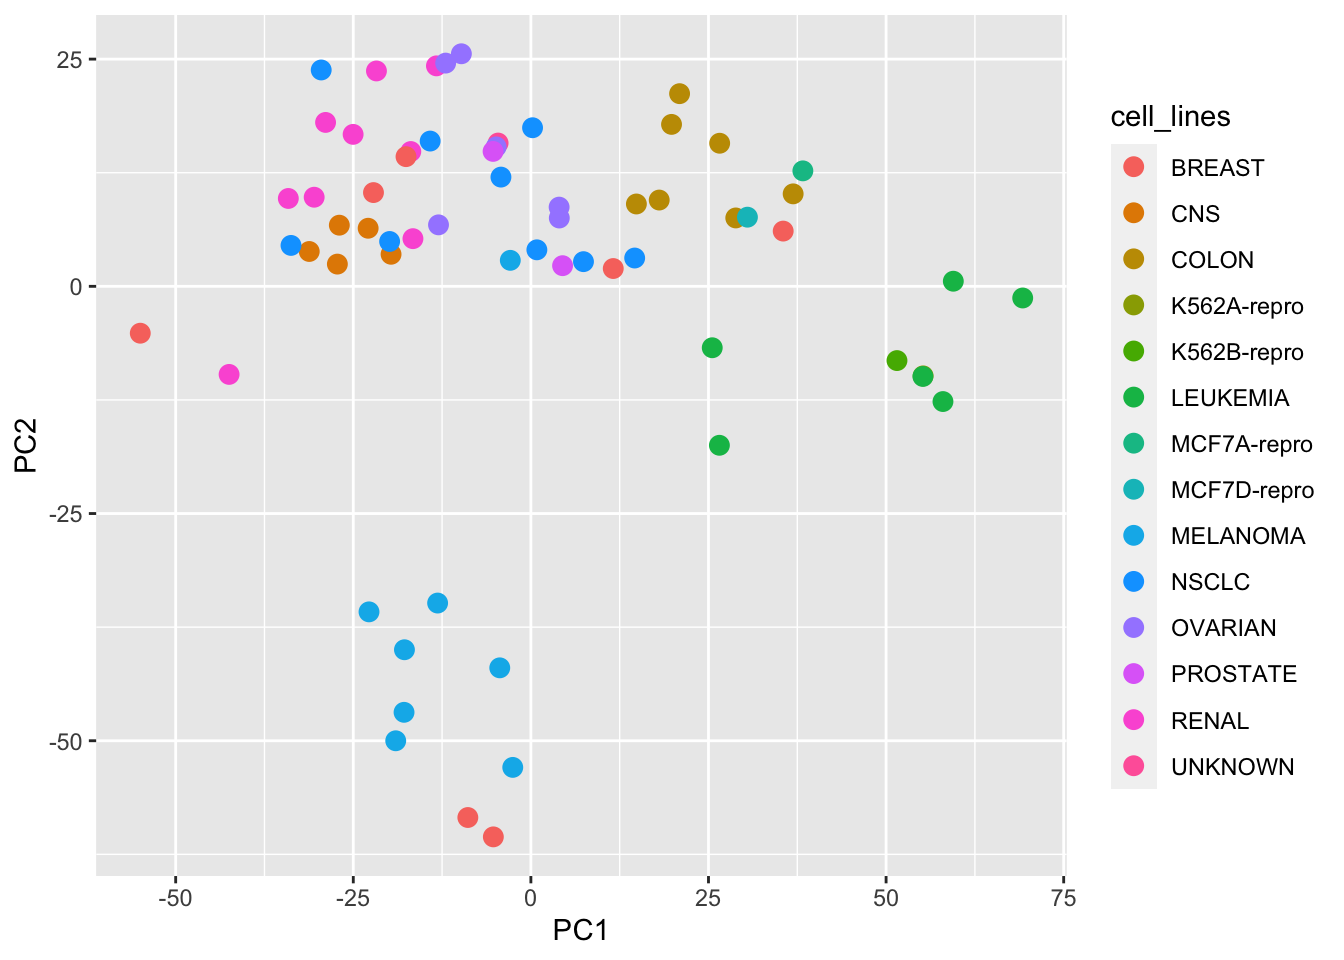 25
0
-25
-50
PC2
-50
-25
0
25
50
75
PC1
cell_lines
BREAST
CNS
COLON
K562A-repro
K562B-repro
LEUKEMIA
MCF7A-repro
MCF7D-repro
MELANOMA
NSCLC
OVARIAN
PROSTATE
RENAL
UNKNOWN